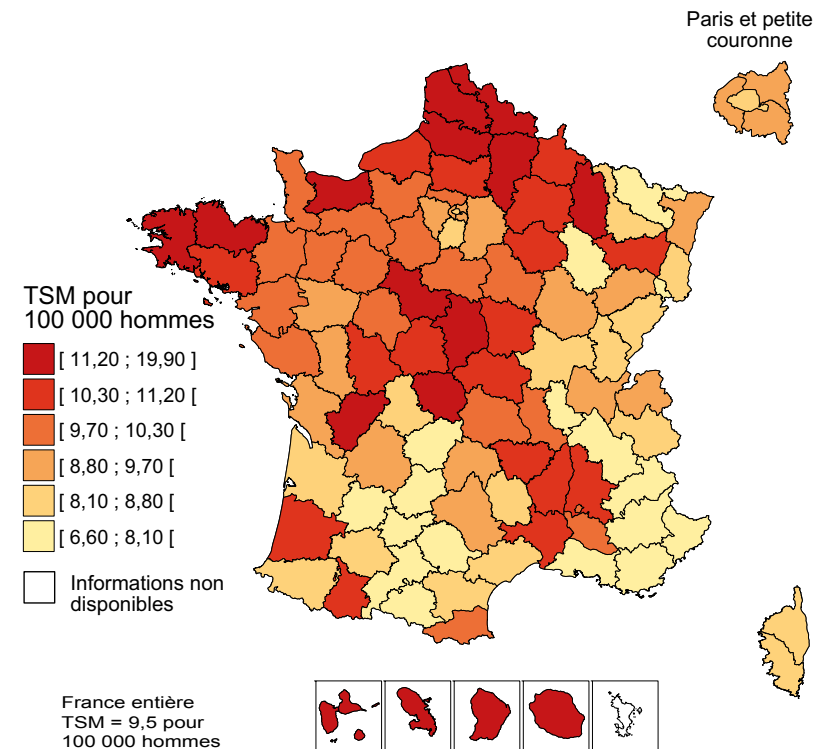 Paris et petite
couronne
TSM pour
100 000 hommes
[ 11,20 ; 19,90 ]
[ 10,30 ; 11,20 [
[ 9,70 ; 10,30 [
[ 8,80 ; 9,70 [
[ 8,10 ; 8,80 [
[ 6,60 ; 8,10 [
Informations non
disponibles
France entière
TSM = 9,5 pour
100 000 hommes